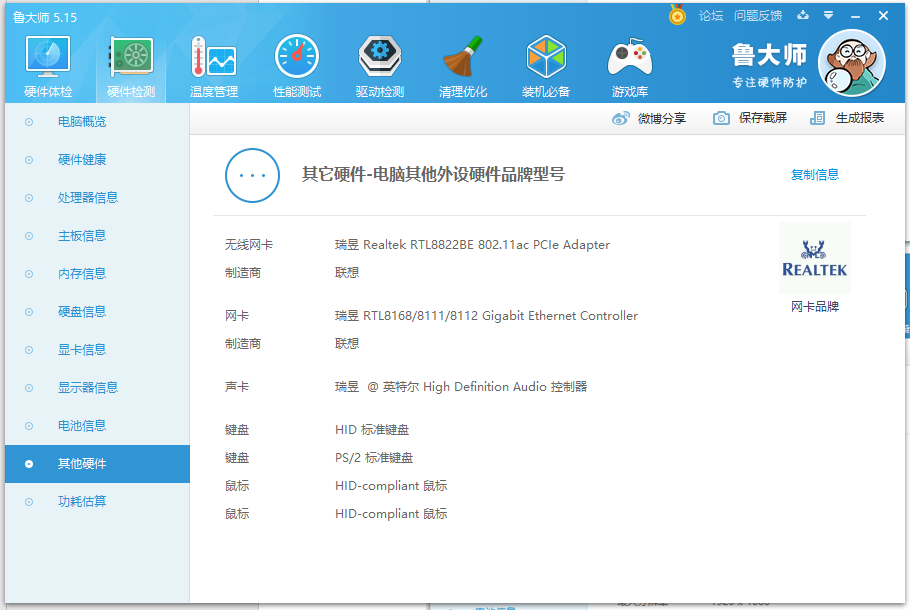 鲁大师 5.15
论坛 问题反馈
硬件体检 硬件检测 温度管理 性能测试 驱动检测 清理优化 装机必备 游戏库
鲁大师
专注硬件防护
微博分享 保存截屏 生成报表
电脑概览
硬件健康
处理器信息
主板信息
内存信息
硬盘信息
显卡信息
显示器信息
电池信息
其他硬件
功耗估算
其它硬件-电脑其他外设硬件品牌型号
复制信息
无线网卡 瑞昱 Realtek RTL8822BE 802.11ac PCIe Adapter
制造商 联想
REALTEK
网卡品牌
网卡 瑞昱 RTL8168/8111/8112 Gigabit Ethernet Controller
制造商 联想
声卡 瑞昱 @ 英特尔 High Definition Audio 控制器
键盘 HID 标准键盘
键盘 PS/2 标准键盘
鼠标 HID-compliant 鼠标
鼠标 HID-compliant 鼠标